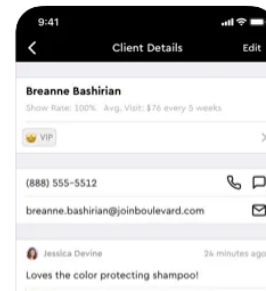 9:41
Client Details
Edit
Breanne Bashirian
Show Rate: 100% Avg. Visit: $76 every 5 weeks
VIP
(888) 555-5512
breanne.bashirian@joinboulevard.com
Jessica Devine
26 minutes ago
Loves the color protecting shampoo!